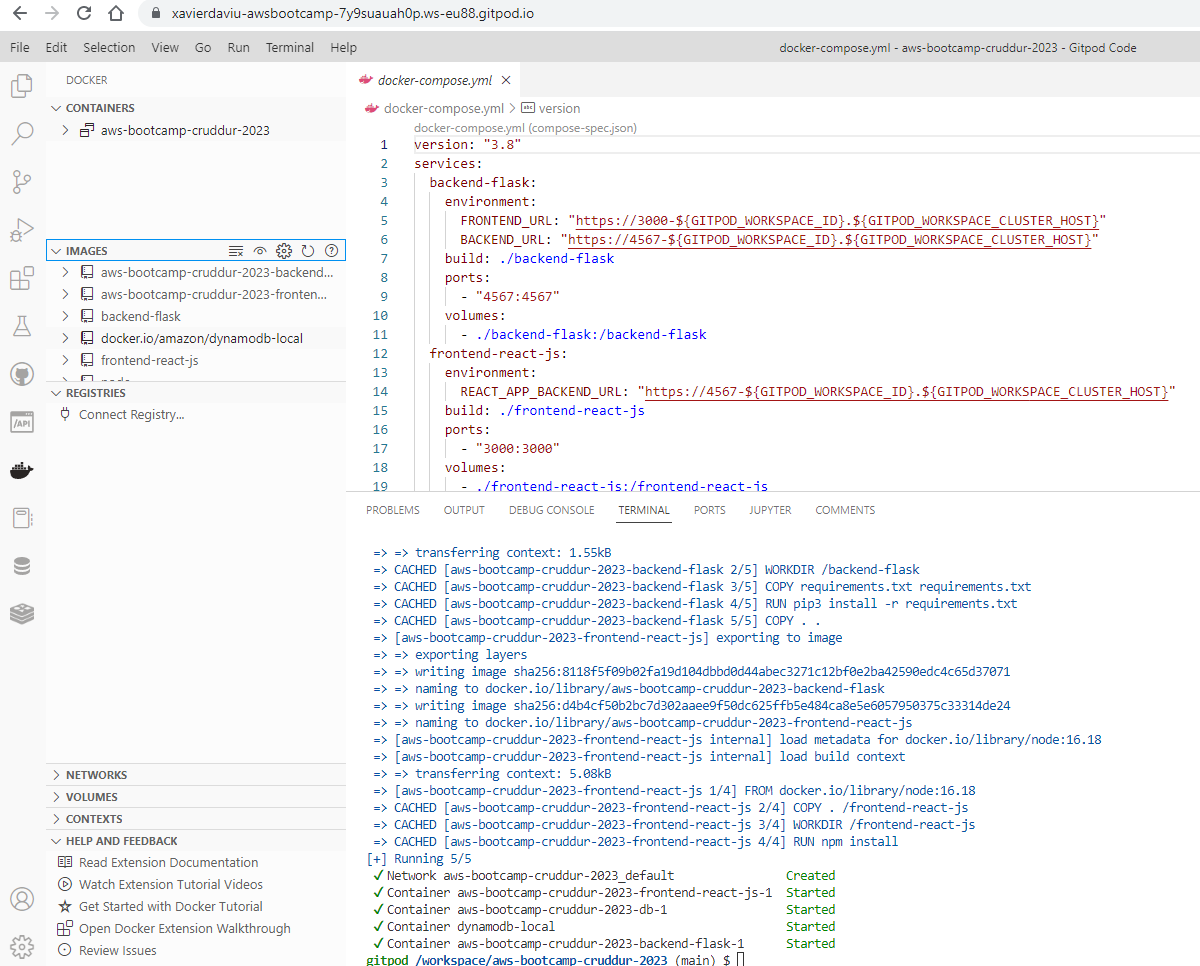 xavierdaviu-awsbootcamp-7y9suauah0p.ws-eu88.gitpod.io
File Edit Selection View Go Run Terminal Help
docker-compose.yml - aws-bootcamp-cruddur-2023 - Gitpod Code
DOCKER
CONTAINERS
aws-bootcamp-cruddur-2023
IMAGES
aws-bootcamp-cruddur-2023-backend...
aws-bootcamp-cruddur-2023-fronten...
backend-flask
docker.io/amazon/dynamodb-local
frontend-react-js
node
REGISTRIES
Connect Registry...
NETWORKS
VOLUMES
CONTEXTS
HELP AND FEEDBACK
Read Extension Documentation
Watch Extension Tutorial Videos
Get Started with Docker Tutorial
Open Docker Extension Walkthrough
Review Issues
docker-compose.yml
docker-compose.yml > abc version
docker-compose.yml (compose-spec.json)
1 version: "3.8"
2 services:
3 backend-flask:
4 environment:
5 FRONTEND_URL: "https://3000-${GITPOD_WORKSPACE_ID}.${GITPOD_WORKSPACE_CLUSTER_HOST}"
6 BACKEND_URL: "https://4567-${GITPOD_WORKSPACE_ID}.${GITPOD_WORKSPACE_CLUSTER_HOST}"
7 build: ./backend-flask
8 ports:
9 - "4567:4567"
10 volumes:
11 - ./backend-flask:/backend-flask
12 frontend-react-js:
13 environment:
14 REACT_APP_BACKEND_URL: "https://4567-${GITPOD_WORKSPACE_ID}.${GITPOD_WORKSPACE_CLUSTER_HOST}"
15 build: ./frontend-react-js
16 ports:
17 - "3000:3000"
18 volumes:
19 - ./frontend-react-js:/frontend-react-js
PROBLEMS OUTPUT DEBUG CONSOLE TERMINAL PORTS JUPYTER COMMENTS
=> => transferring context: 1.55kB
=> CACHED [aws-bootcamp-cruddur-2023-backend-flask 2/5] WORKDIR /backend-flask
=> CACHED [aws-bootcamp-cruddur-2023-backend-flask 3/5] COPY requirements.txt requirements.txt
=> CACHED [aws-bootcamp-cruddur-2023-backend-flask 4/5] RUN pip3 install -r requirements.txt
=> CACHED [aws-bootcamp-cruddur-2023-backend-flask 5/5] COPY . .
=> [aws-bootcamp-cruddur-2023-frontend-react-js] exporting to image
=> => exporting layers
=> => writing image sha256:8118f5f09b02fa19d104dbbd0d44abec3271c12bf0e2ba42590edc4c65d37071
=> => naming to docker.io/library/aws-bootcamp-cruddur-2023-backend-flask
=> => writing image sha256:d4b4cf50b2bc7d302aaee9f50dc625ffb5e484ca8e5e6057950375c33314de24
=> => naming to docker.io/library/aws-bootcamp-cruddur-2023-frontend-react-js
=> [aws-bootcamp-cruddur-2023-frontend-react-js internal] load metadata for docker.io/library/node:16.18
=> [aws-bootcamp-cruddur-2023-frontend-react-js internal] load build context
=> => transferring context: 5.08kB
=> [aws-bootcamp-cruddur-2023-frontend-react-js 1/4] FROM docker.io/library/node:16.18
=> CACHED [aws-bootcamp-cruddur-2023-frontend-react-js 2/4] COPY . /frontend-react-js
=> CACHED [aws-bootcamp-cruddur-2023-frontend-react-js 3/4] WORKDIR /frontend-react-js
=> CACHED [aws-bootcamp-cruddur-2023-frontend-react-js 4/4] RUN npm install
[+] Running 5/5
✓ Network aws-bootcamp-cruddur-2023_default Created
✓ Container aws-bootcamp-cruddur-2023-frontend-react-js-1 Started
✓ Container aws-bootcamp-cruddur-2023-db-1 Started
✓ Container dynamodb-local Started
✓ Container aws-bootcamp-cruddur-2023-backend-flask-1 Started
gitpod /workspace/aws-bootcamp-cruddur-2023 (main) $